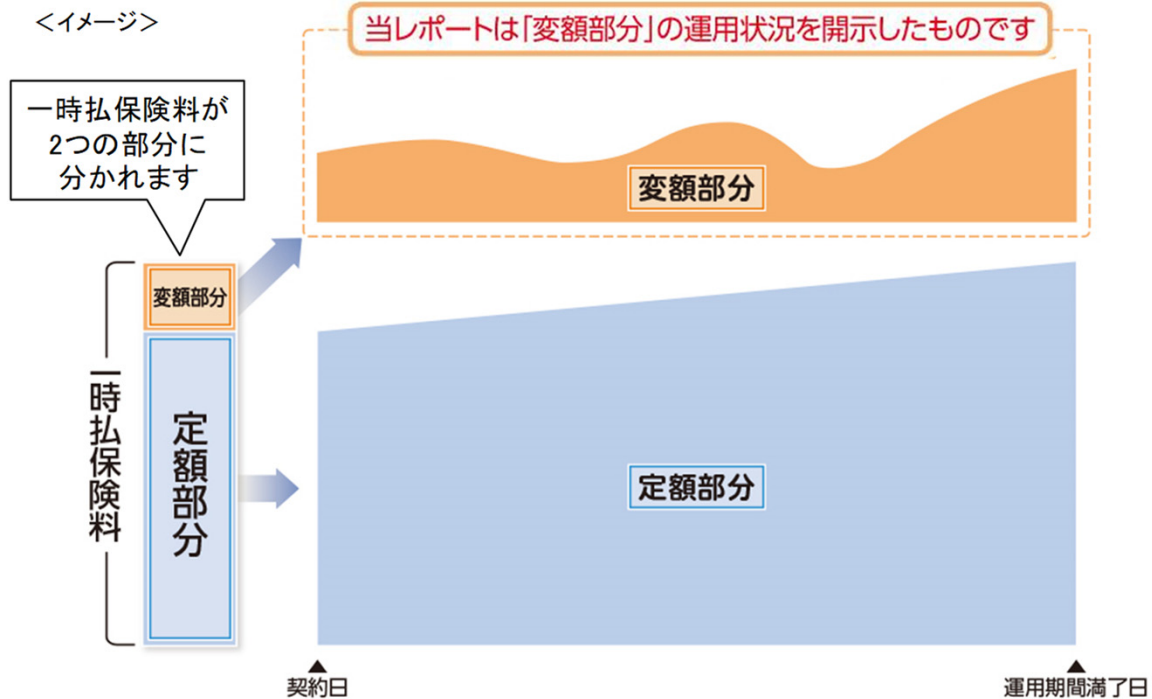 <イメージ>
当レポートは「変額部分」の運用状況を開示したものです
一時払保険料が
2つの部分に
分かれます
変額部分
変額部分
一時払保険料
定額部分
定額部分
▲
契約日
▲
運用期間満了日